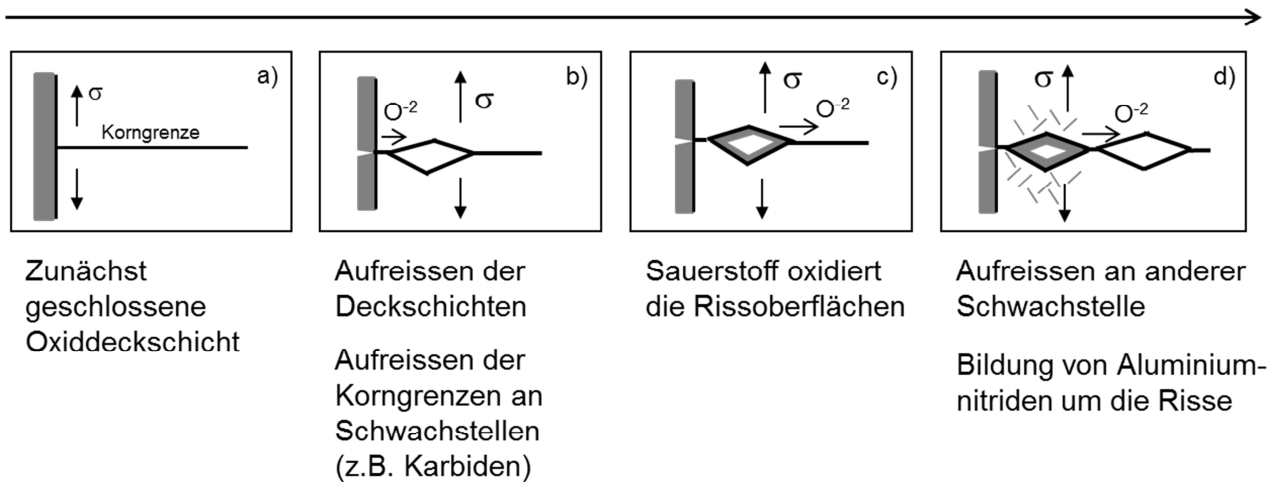 a)
σ
Korngrenze
b)
O⁻²
σ
c)
σ
O⁻²
d)
σ
O⁻²
Zunächst
geschlossene
Oxiddeckschicht
Aufreissen der
Deckschichten
Aufreissen der
Korngrenzen an
Schwachstellen
(z.B. Karbiden)
Sauerstoff oxidiert
die Rissoberflächen
Aufreissen an anderer
Schwachstelle
Bildung von Aluminium-
nitriden um die Risse